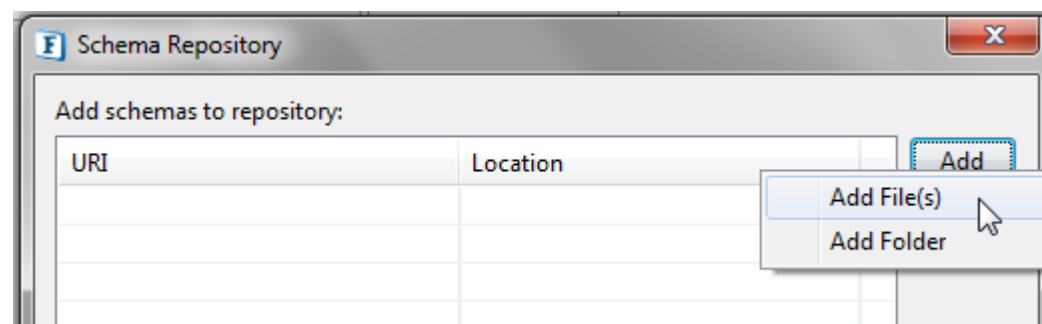 Schema Repository
Add schemas to repository:
URI Location Add
Add File(s)
Add Folder